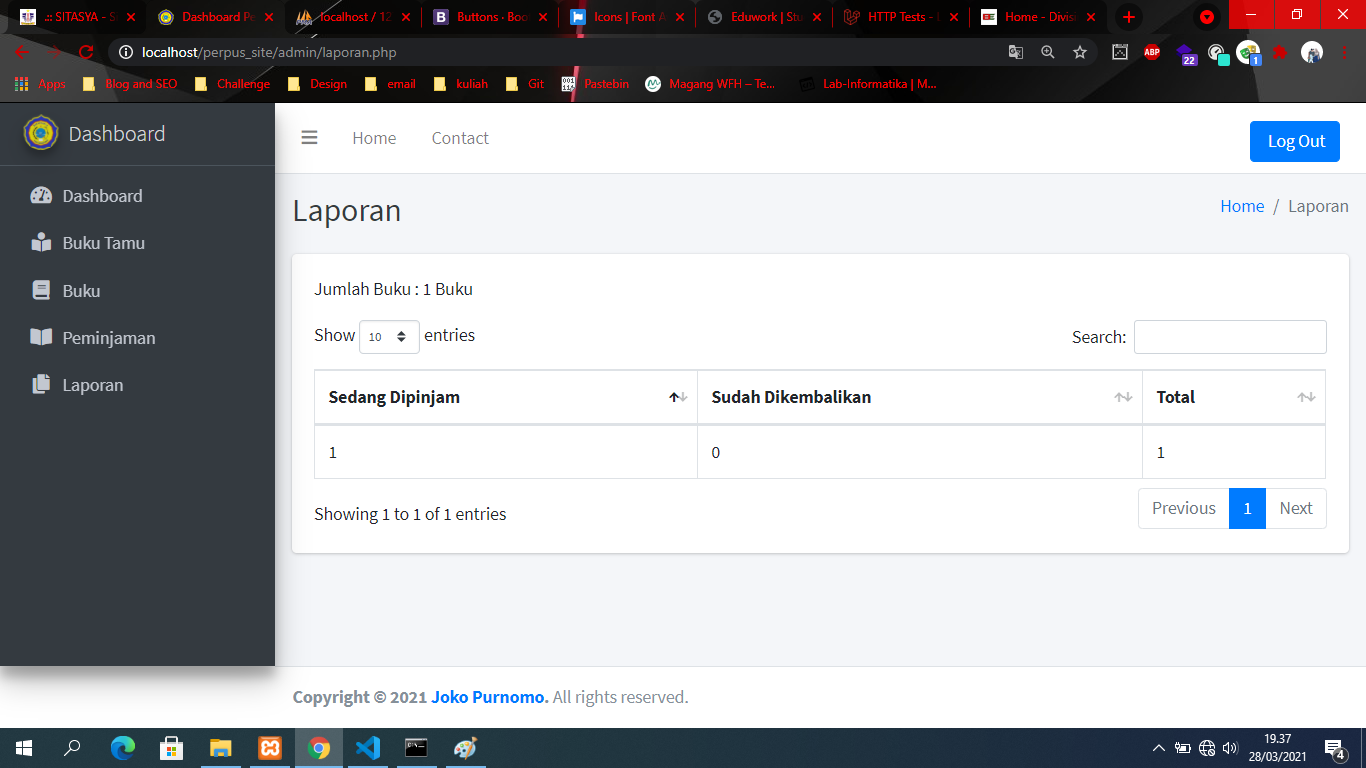 .:: SITASYA - S
Dashboard Pe
localhost / 12
Buttons · Boo
Icons | Font A
Eduwork | Stu
HTTP Tests - L
Home - Divisi
localhost/perpus_site/admin/laporan.php
ABP
22
1
Apps
Blog and SEO
Challenge
Design
email
kuliah
Git
Pastebin
Magang WFH – Te...
Lab-Informatika | M...
Dashboard
Home
Contact
Log Out
Dashboard
Buku Tamu
Buku
Peminjaman
Laporan
Laporan
Home / Laporan
Jumlah Buku : 1 Buku
Show 10 entries
Search:
Sedang Dipinjam Sudah Dikembalikan Total
1 0 1
Showing 1 to 1 of 1 entries
Previous 1 Next
Copyright © 2021 Joko Purnomo. All rights reserved.
19.37
28/03/2021
4